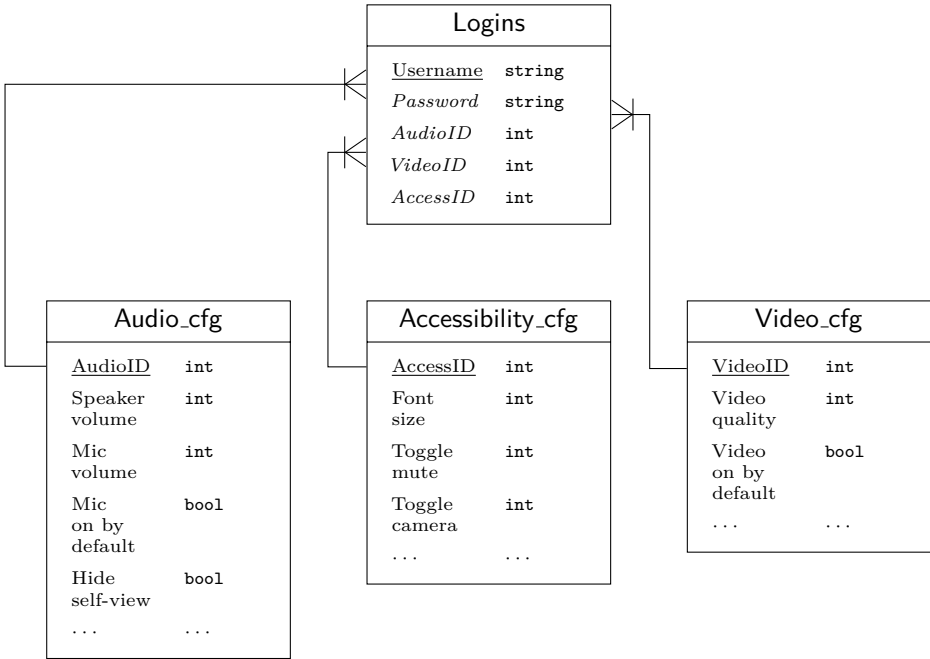 Logins
Username string
Password string
AudioID int
VideoID int
AccessID int
Audio_cfg
AudioID int
Speaker int
volume
Mic int
volume
Mic bool
on by
default
Hide bool
self-view
... ...
Accessibility_cfg
AccessID int
Font int
size
Toggle int
mute
Toggle int
camera
... ...
Video_cfg
VideoID int
Video int
quality
Video bool
on by
default
... ...